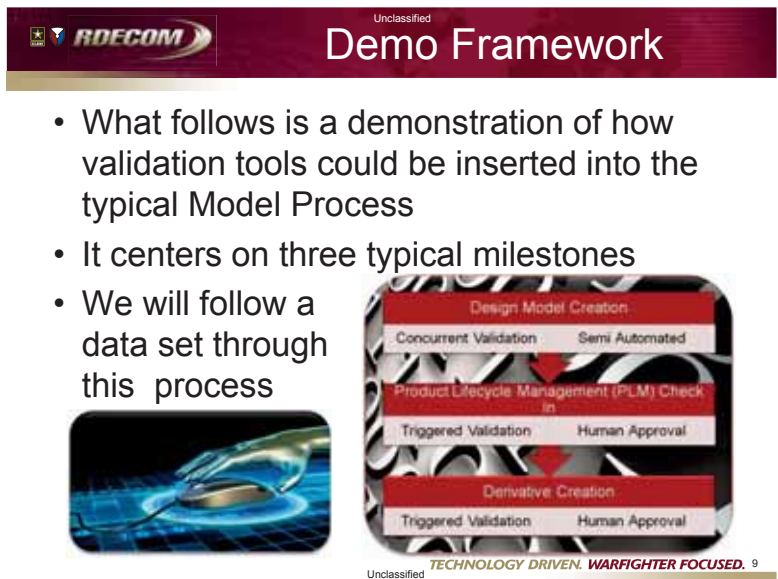 Unclassified
RDECOM
Demo Framework
• What follows is a demonstration of how
validation tools could be inserted into the
typical Model Process
• It centers on three typical milestones
• We will follow a
data set through
this process
Design Model Creation
Concurrent Validation Semi Automated
Product Lifecycle Management (PLM) Check
In
Triggered Validation Human Approval
Derivative Creation
Triggered Validation Human Approval
TECHNOLOGY DRIVEN. WARFIGHTER FOCUSED. 9
Unclassified